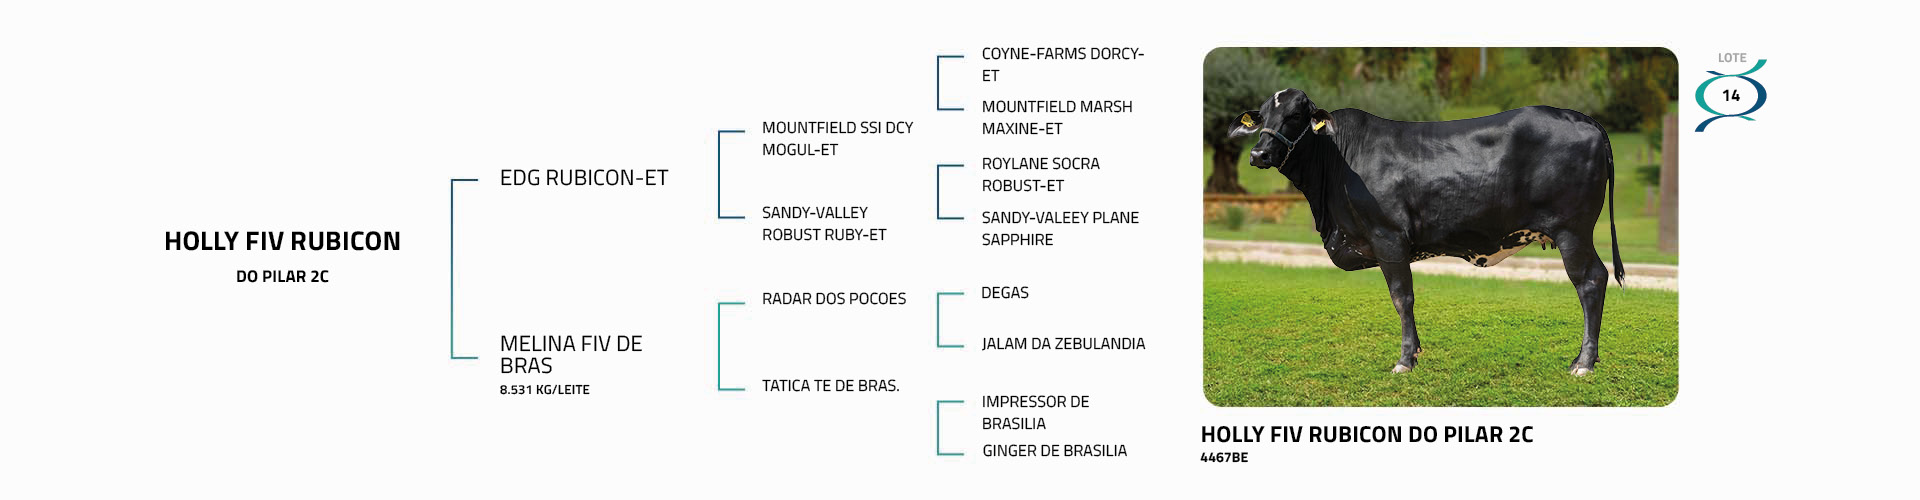 HOLLY FIV RUBICON
DO PILAR 2C
EDG RUBICON-ET
MELINA FIV DE
BRAS
8.531 KG/LEITE
MOUNTFIELD SSI DCY
MOGUL-ET
SANDY-VALLEY
ROBUST RUBY-ET
RADAR DOS POCOES
TATICA TE DE BRAS.
COYNE-FARMS DORCY-
ET
MOUNTFIELD MARSH
MAXINE-ET
ROYLANE SOCRA
ROBUST-ET
SANDY-VALEEY PLANE
SAPPHIRE
DEGAS
JALAM DA ZEBULANDIA
IMPRESSOR DE
BRASILIA
GINGER DE BRASILIA
LOTE
14
HOLLY FIV RUBICON DO PILAR 2C
4467BE